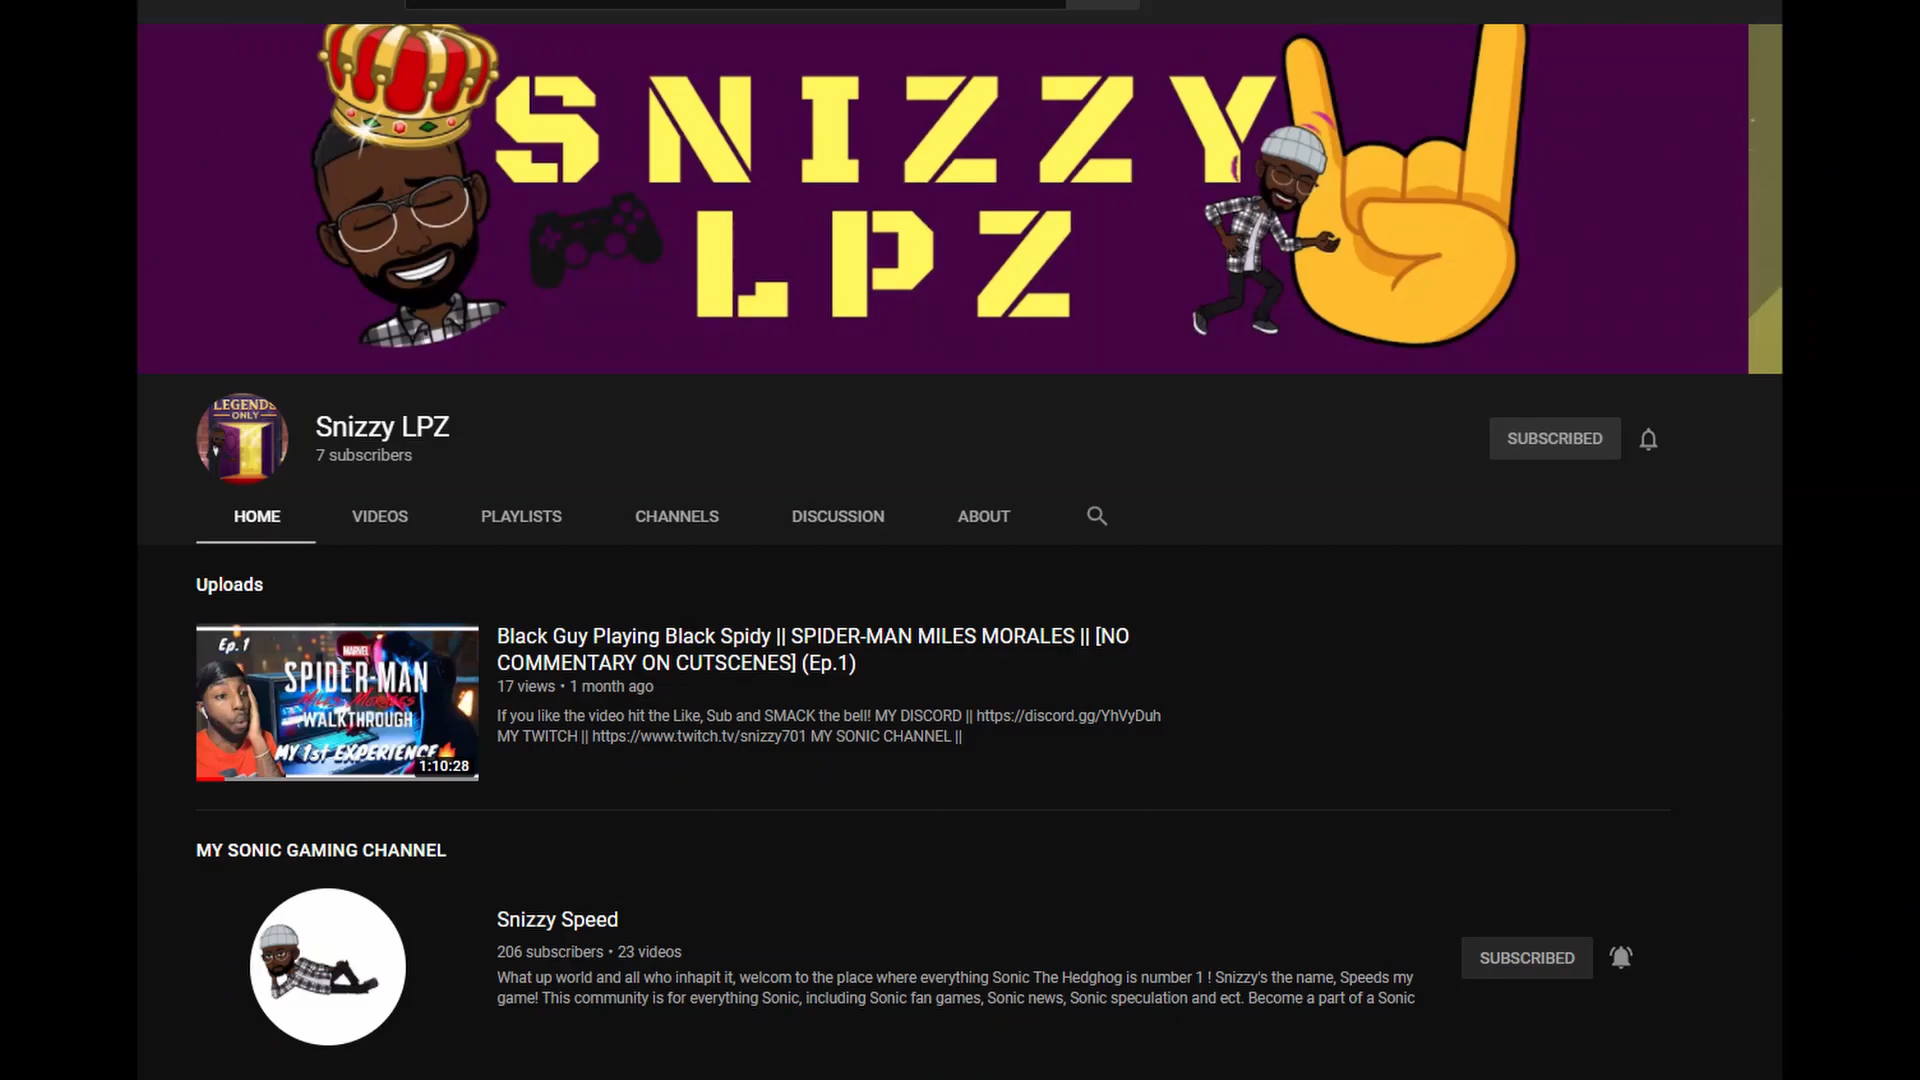 SNIZZY
LPZ
LEGENDS
ONLY
Snizzy LPZ
7 subscribers
SUBSCRIBED
HOME VIDEOS PLAYLISTS CHANNELS DISCUSSION ABOUT
Uploads
Ep. 1
MARVEL
SPIDER-MAN
Miles Morales
WALKTHROUGH
MY 1st EXPERIENCE
1:10:28
Black Guy Playing Black Spidy || SPIDER-MAN MILES MORALES || [NO
COMMENTARY ON CUTSCENES] (Ep.1)
17 views • 1 month ago
If you like the video hit the Like, Sub and SMACK the bell! MY DISCORD || https://discord.gg/YhVyDuh
MY TWITCH || https://www.twitch.tv/snizzy701 MY SONIC CHANNEL ||
MY SONIC GAMING CHANNEL
Snizzy Speed
206 subscribers • 23 videos
What up world and all who inhapit it, welcom to the place where everything Sonic The Hedghog is number 1 ! Snizzy's the name, Speeds my
game! This community is for everything Sonic, including Sonic fan games, Sonic news, Sonic speculation and ect. Become a part of a Sonic
SUBSCRIBED